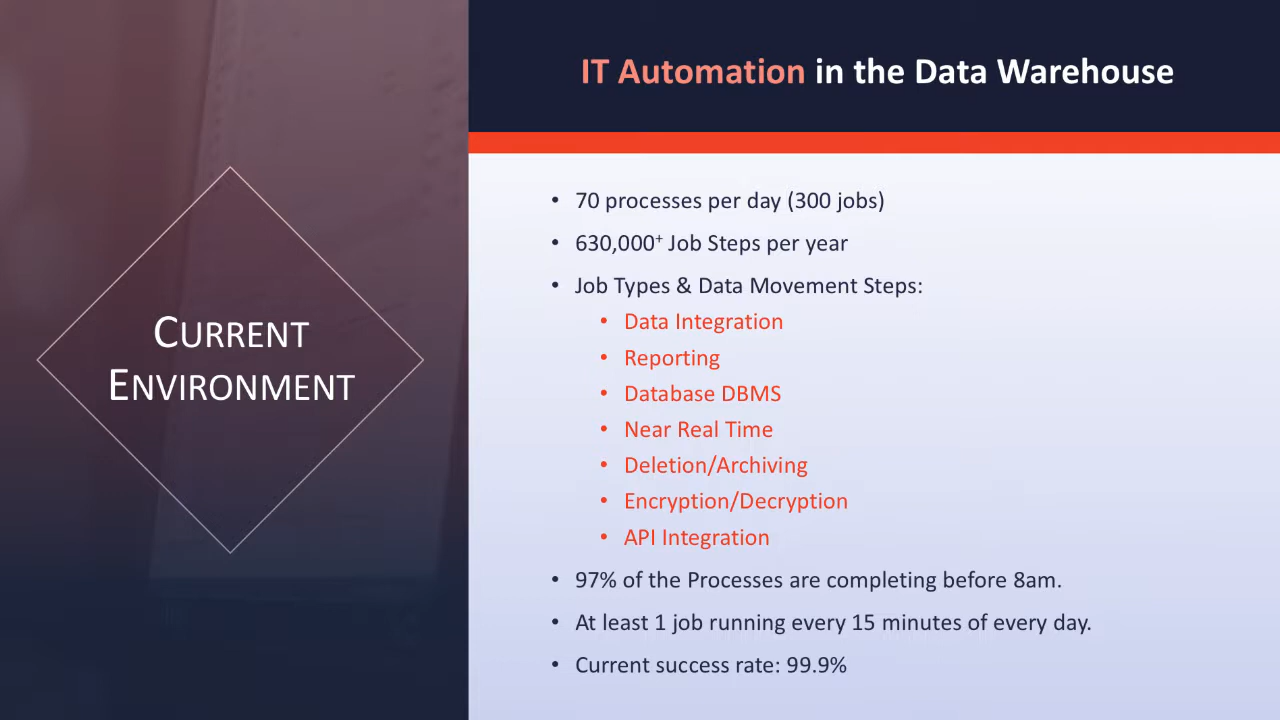 CURRENT
ENVIRONMENT
IT Automation in the Data Warehouse
• 70 processes per day (300 jobs)
• 630,000+ Job Steps per year
• Job Types & Data Movement Steps:
• Data Integration
• Reporting
• Database DBMS
• Near Real Time
• Deletion/Archiving
• Encryption/Decryption
• API Integration
• 97% of the Processes are completing before 8am.
• At least 1 job running every 15 minutes of every day.
• Current success rate: 99.9%